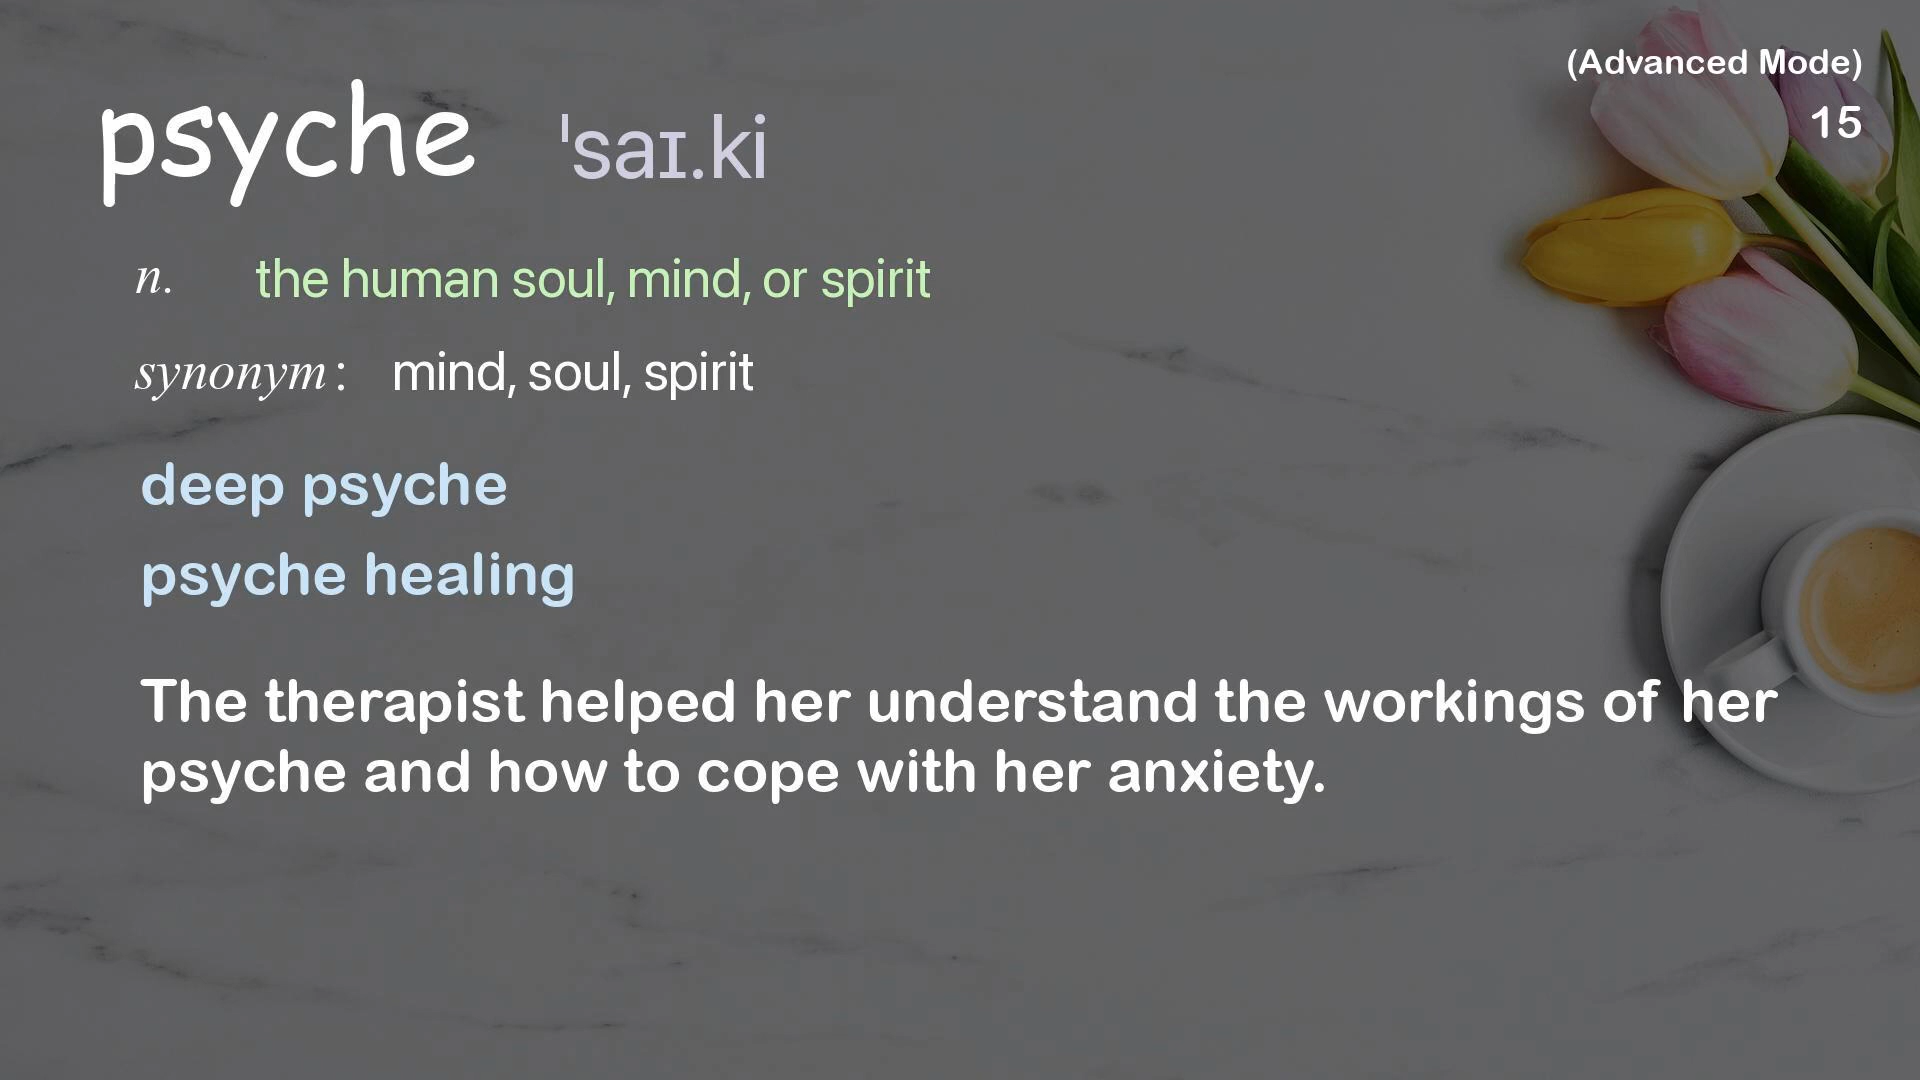 (Advanced Mode)
psyche ˈsaɪ.ki
15
n. the human soul, mind, or spirit
synonym: mind, soul, spirit
deep psyche
psyche healing
The therapist helped her understand the workings of her
psyche and how to cope with her anxiety.